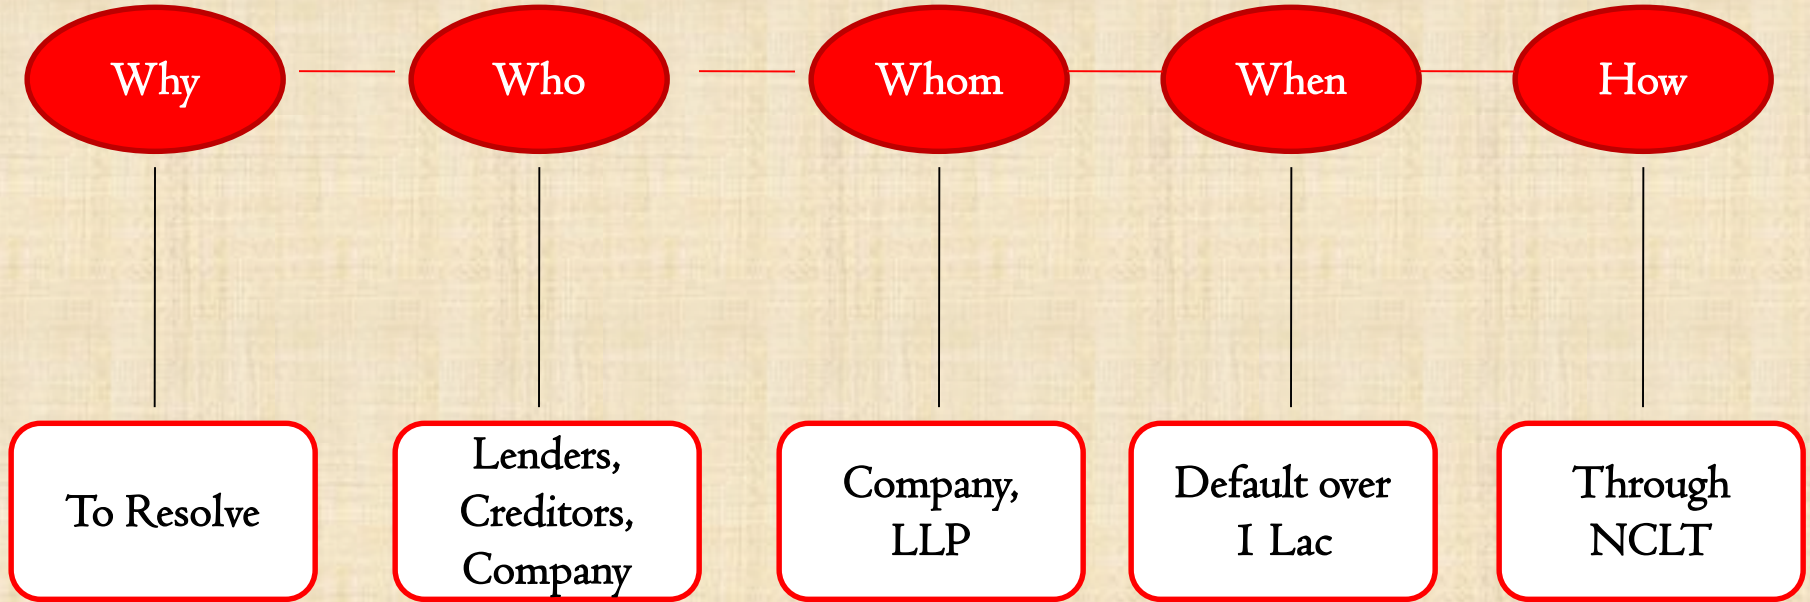 Why
Who
Whom
When
How
To Resolve
Lenders,
Creditors,
Company
Company,
LLP
Default over
1 Lac
Through
NCLT